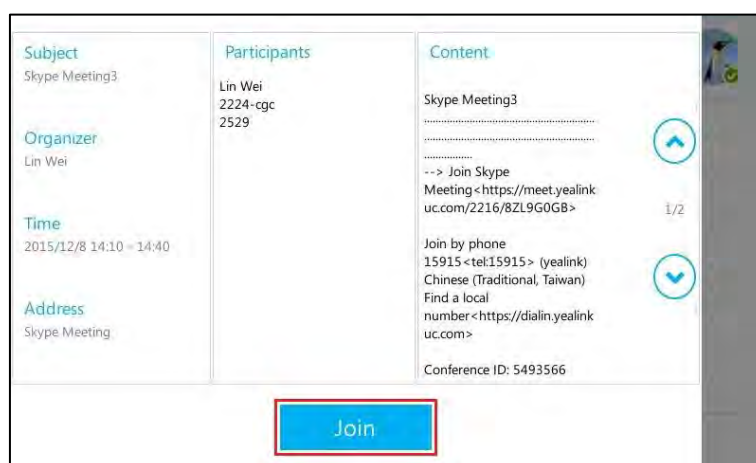 Subject
Skype Meeting3
Organizer
Lin Wei
Time
2015/12/8 14:10 - 14:40
Address
Skype Meeting
Participants
Lin Wei
2224-cgc
2529
Content
Skype Meeting3
..........................................................
..........................................................
.................
--> Join Skype
Meeting<https://meet.yealink
uc.com/2216/8ZL9G0GB>
Join by phone
15915<tel:15915> (yealink)
Chinese (Traditional, Taiwan)
Find a local
number<https://dialin.yealink
uc.com>
Conference ID: 5493566
1/2
Join